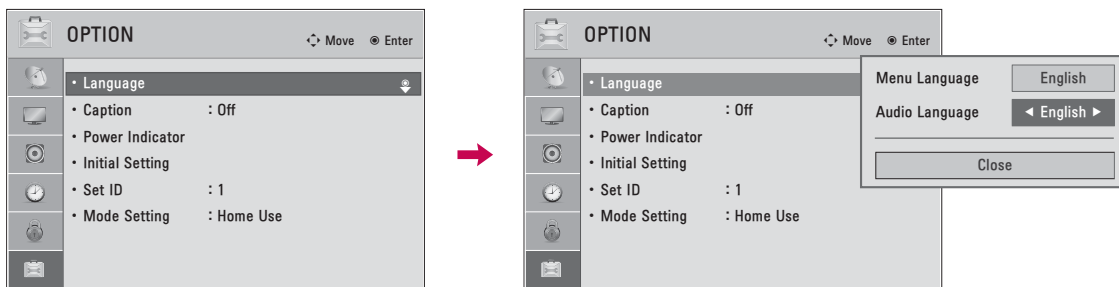 OPTION
Move Enter
• Language
• Caption : Off
• Power Indicator
• Initial Setting
• Set ID : 1
• Mode Setting : Home Use
OPTION
Move Enter
• Language
• Caption : Off
• Power Indicator
• Initial Setting
• Set ID : 1
• Mode Setting : Home Use
Menu Language English
Audio Language ◄ English ►
Close